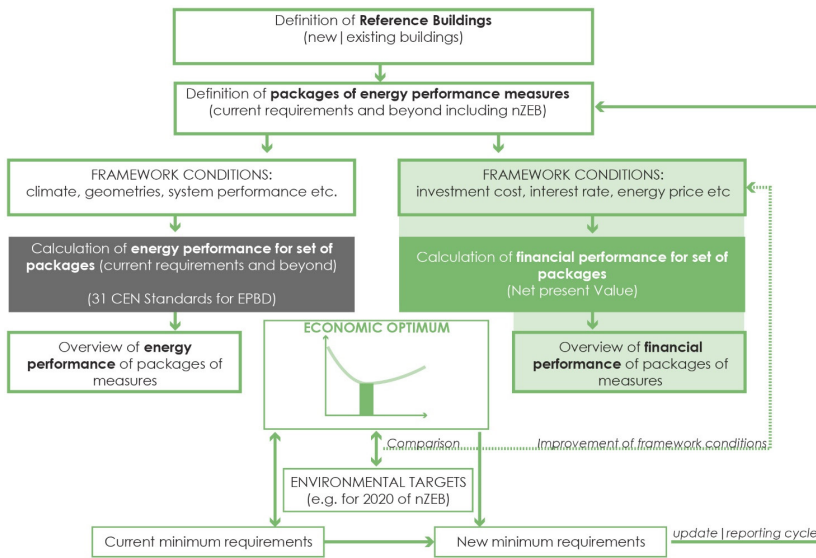 Definition of Reference Buildings
(new|existing buildings)
Definition of packages of energy performance measures
(current requirements and beyond including nZEB)
FRAMEWORK CONDITIONS:
climate, geometries, system performance etc.
FRAMEWORK CONDITIONS:
investment cost, interest rate, energy price etc
Calculation of energy performance for set of
packages (current requirements and beyond)
(31 CEN Standards for EPBD)
Calculation of financial performance for set of
packages
(Net present Value)
ECONOMIC OPTIMUM
Overview of energy
performance of packages of
measures
Overview of financial
performance of packages of
measures
Comparison
Improvement of framework conditions
ENVIRONMENTAL TARGETS
(e.g. for 2020 of nZEB)
Current minimum requirements
New minimum requirements
update|reporting cycle